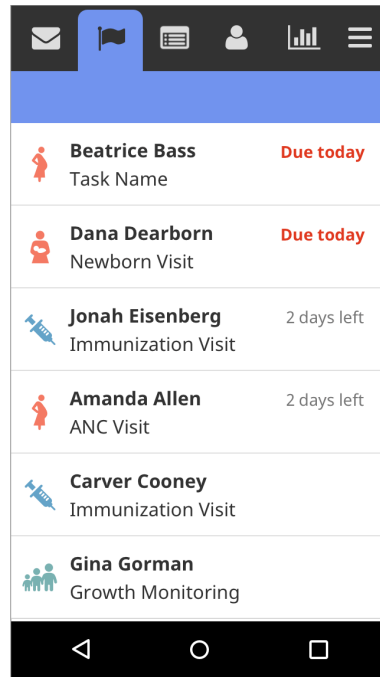 Beatrice Bass
Due today
Task Name
Dana Dearborn
Due today
Newborn Visit
Jonah Eisenberg
2 days left
Immunization Visit
Amanda Allen
2 days left
ANC Visit
Carver Cooney
Immunization Visit
Gina Gorman
Growth Monitoring